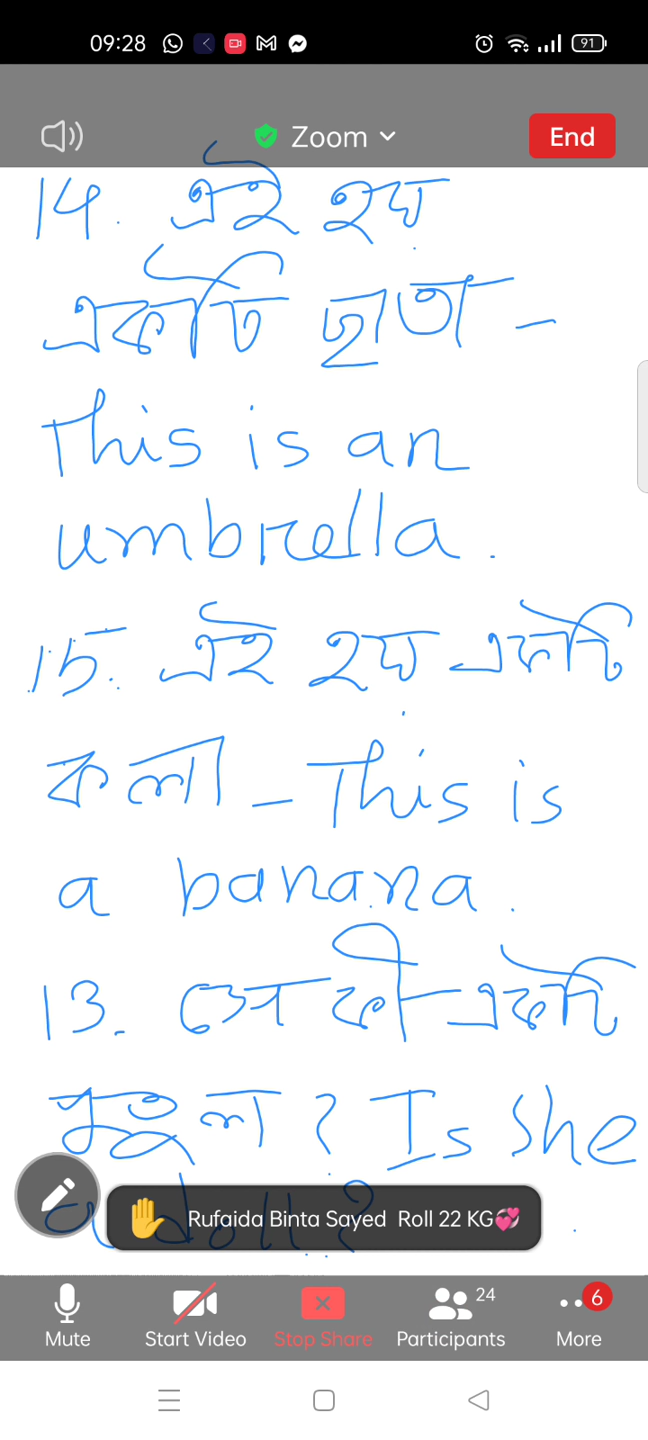 09:28 91
Zoom End
14. এই হয়
একটি ছাতা -
This is an
umbrella.
15. এই হয় একটি
কলা - This is
a banana.
13. সে কী একটি
পুতুল? Is She
a doll?
Rufaida Binta Sayed Roll 22 KG💞
24 6
Mute Start Video Stop Share Participants More